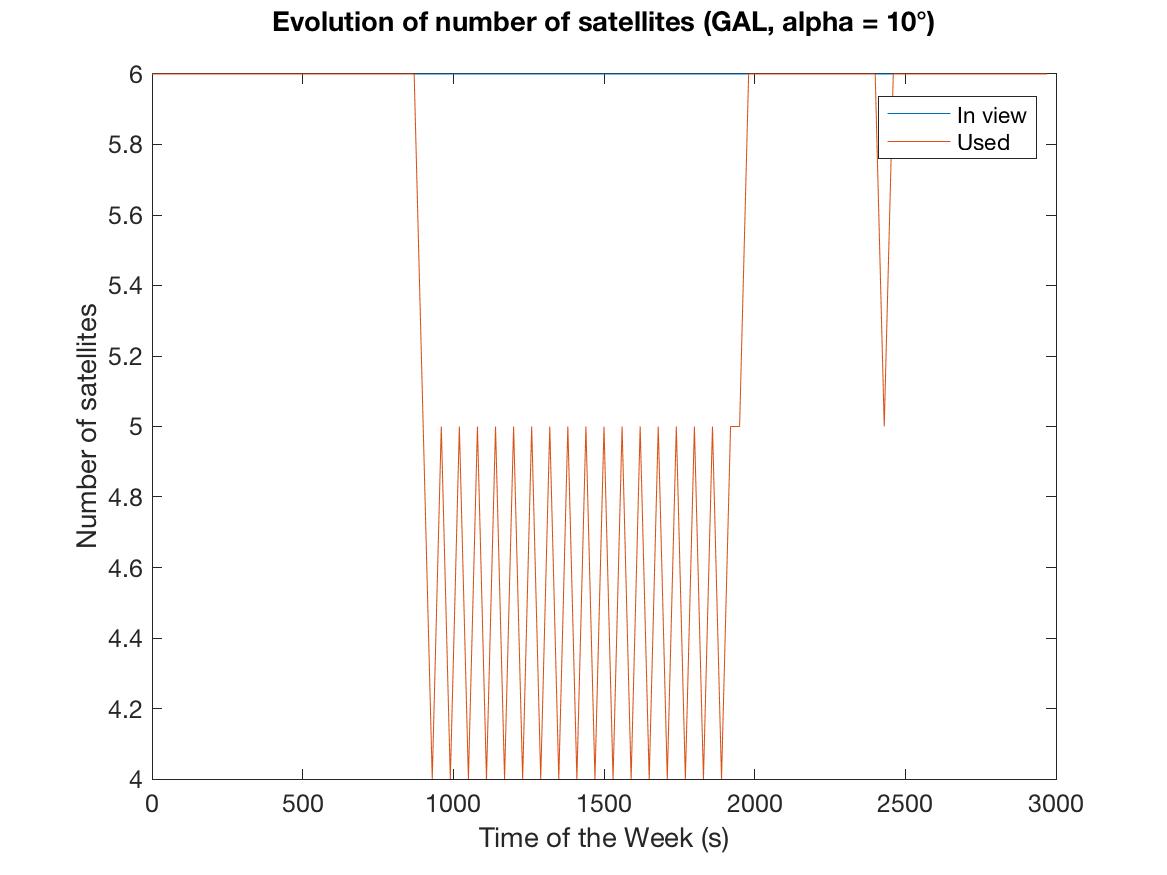 Evolution of number of satellites (GAL, alpha = 10°)
6
5.8
5.6
5.4
5.2
5
4.8
4.6
4.4
4.2
4
Number of satellites
In view
Used
0 500 1000 1500 2000 2500 3000
Time of the Week (s)